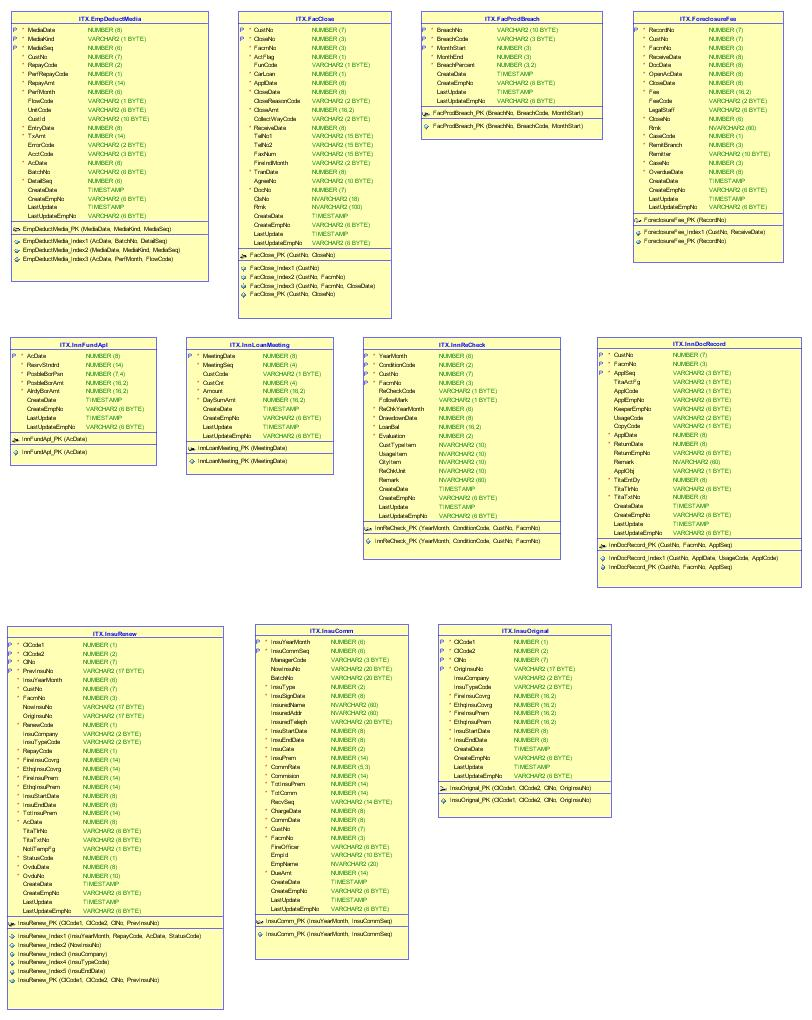 ITX.EmpDeductMedia
P * MediaDate NUMBER (8)
P * MediaKind VARCHAR2 (1 BYTE)
P * MediaSeq NUMBER (6)
* CustNo NUMBER (7)
* RepayCode NUMBER (2)
* PerfRepayCode NUMBER (1)
* RepayAmt NUMBER (14)
* PerfMonth NUMBER (6)
FlowCode VARCHAR2 (1 BYTE)
UnitCode VARCHAR2 (6 BYTE)
CustId VARCHAR2 (10 BYTE)
* EntryDate NUMBER (8)
* TxAmt NUMBER (14)
ErrorCode VARCHAR2 (2 BYTE)
AcctCode VARCHAR2 (3 BYTE)
* AcDate NUMBER (8)
BatchNo VARCHAR2 (6 BYTE)
* DetailSeq NUMBER (6)
CreateDate TIMESTAMP
CreateEmpNo VARCHAR2 (6 BYTE)
LastUpdate TIMESTAMP
LastUpdateEmpNo VARCHAR2 (6 BYTE)
EmpDeductMedia_PK (MediaDate, MediaKind, MediaSeq)
EmpDeductMedia_Index1 (AcDate, BatchNo, DetailSeq)
EmpDeductMedia_Index2 (MediaDate, MediaKind, MediaSeq)
EmpDeductMedia_Index3 (AcDate, PerfMonth, FlowCode)
ITX.FacClose
P * CustNo NUMBER (7)
P * CloseNo NUMBER (3)
* FacmNo NUMBER (3)
* ActFlag NUMBER (1)
FunCode VARCHAR2 (1 BYTE)
* CarLoan NUMBER (1)
* ApplDate NUMBER (8)
* CloseDate NUMBER (8)
CloseReasonCode VARCHAR2 (2 BYTE)
* CloseAmt NUMBER (16,2)
CollectWayCode VARCHAR2 (2 BYTE)
* ReceiveDate NUMBER (8)
TelNo1 VARCHAR2 (15 BYTE)
TelNo2 VARCHAR2 (15 BYTE)
FaxNum VARCHAR2 (15 BYTE)
FireIndMonth VARCHAR2 (2 BYTE)
* TranDate NUMBER (8)
AgreeNo VARCHAR2 (10 BYTE)
* DocNo NUMBER (7)
ClsNo NVARCHAR2 (18)
Rmk NVARCHAR2 (100)
CreateDate TIMESTAMP
CreateEmpNo VARCHAR2 (6 BYTE)
LastUpdate TIMESTAMP
LastUpdateEmpNo VARCHAR2 (6 BYTE)
FacClose_PK (CustNo, CloseNo)
FacClose_Index1 (CustNo)
FacClose_Index2 (CustNo, FacmNo)
FacClose_Index3 (CustNo, FacmNo, CloseDate)
FacClose_PK (CustNo, CloseNo)
ITX.FacProdBreach
P * BreachNo VARCHAR2 (10 BYTE)
P * BreachCode VARCHAR2 (3 BYTE)
P * MonthStart NUMBER (3)
* MonthEnd NUMBER (3)
* BreachPercent NUMBER (3,2)
CreateDate TIMESTAMP
CreateEmpNo VARCHAR2 (6 BYTE)
LastUpdate TIMESTAMP
LastUpdateEmpNo VARCHAR2 (6 BYTE)
FacProdBreach_PK (BreachNo, BreachCode, MonthStart)
FacProdBreach_PK (BreachNo, BreachCode, MonthStart)
ITX.ForeclosureFee
P * RecordNo NUMBER (7)
* CustNo NUMBER (7)
* FacmNo NUMBER (3)
* ReceiveDate NUMBER (8)
* DocDate NUMBER (8)
* OpenAcDate NUMBER (8)
* CloseDate NUMBER (8)
* Fee NUMBER (16,2)
FeeCode VARCHAR2 (2 BYTE)
LegalStaff VARCHAR2 (6 BYTE)
* CloseNo NUMBER (6)
Rmk NVARCHAR2 (60)
* CaseCode NUMBER (1)
* RemitBranch NUMBER (3)
Remitter VARCHAR2 (10 BYTE)
* CaseNo NUMBER (3)
* OverdueDate NUMBER (8)
CreateDate TIMESTAMP
CreateEmpNo VARCHAR2 (6 BYTE)
LastUpdate TIMESTAMP
LastUpdateEmpNo VARCHAR2 (6 BYTE)
ForeclosureFee_PK (RecordNo)
ForeclosureFee_Index1 (CustNo, ReceiveDate)
ForeclosureFee_PK (RecordNo)
ITX.InnFundApl
P * AcDate NUMBER (8)
* ResrvStndrd NUMBER (14)
* PosbleBorPsn NUMBER (7,4)
* PosbleBorAmt NUMBER (16,2)
* AlrdyBorAmt NUMBER (16,2)
CreateDate TIMESTAMP
CreateEmpNo VARCHAR2 (6 BYTE)
LastUpdate TIMESTAMP
LastUpdateEmpNo VARCHAR2 (6 BYTE)
InnFundApl_PK (AcDate)
InnFundApl_PK (AcDate)
ITX.InnLoanMeeting
P * MeetingDate NUMBER (8)
* MeetingSeq NUMBER (4)
CustCode VARCHAR2 (1 BYTE)
* CustCnt NUMBER (4)
* Amount NUMBER (16,2)
* DaySumAmt NUMBER (16,2)
CreateDate TIMESTAMP
CreateEmpNo VARCHAR2 (6 BYTE)
LastUpdate TIMESTAMP
LastUpdateEmpNo VARCHAR2 (6 BYTE)
InnLoanMeeting_PK (MeetingDate)
InnLoanMeeting_PK (MeetingDate)
ITX.InnReCheck
P * YearMonth NUMBER (6)
P * ConditionCode NUMBER (2)
P * CustNo NUMBER (7)
P * FacmNo NUMBER (3)
ReCheckCode VARCHAR2 (1 BYTE)
FollowMark VARCHAR2 (1 BYTE)
* ReChkYearMonth NUMBER (6)
* DrawdownDate NUMBER (8)
* LoanBal NUMBER (16,2)
* Evaluation NUMBER (2)
CustTypeItem NVARCHAR2 (10)
UsageItem NVARCHAR2 (10)
CityItem NVARCHAR2 (10)
ReChkUnit NVARCHAR2 (10)
Remark NVARCHAR2 (60)
CreateDate TIMESTAMP
CreateEmpNo VARCHAR2 (6 BYTE)
LastUpdate TIMESTAMP
LastUpdateEmpNo VARCHAR2 (6 BYTE)
InnReCheck_PK (YearMonth, ConditionCode, CustNo, FacmNo)
InnReCheck_PK (YearMonth, ConditionCode, CustNo, FacmNo)
ITX.InnDocRecord
P * CustNo NUMBER (7)
P * FacmNo NUMBER (3)
P * ApplSeq VARCHAR2 (3 BYTE)
TitaActFg VARCHAR2 (1 BYTE)
ApplCode VARCHAR2 (1 BYTE)
ApplEmpNo VARCHAR2 (6 BYTE)
KeeperEmpNo VARCHAR2 (6 BYTE)
UsageCode VARCHAR2 (2 BYTE)
CopyCode VARCHAR2 (1 BYTE)
* ApplDate NUMBER (8)
* ReturnDate NUMBER (8)
ReturnEmpNo VARCHAR2 (6 BYTE)
Remark NVARCHAR2 (60)
ApplObj VARCHAR2 (1 BYTE)
* TitaEntDy NUMBER (8)
* TitaTlrNo VARCHAR2 (6 BYTE)
* TitaTxtNo NUMBER (8)
CreateDate TIMESTAMP
CreateEmpNo VARCHAR2 (6 BYTE)
LastUpdate TIMESTAMP
LastUpdateEmpNo VARCHAR2 (6 BYTE)
InnDocRecord_PK (CustNo, FacmNo, ApplSeq)
InnDocRecord_Index1 (CustNo, ApplDate, UsageCode, ApplCode)
InnDocRecord_PK (CustNo, FacmNo, ApplSeq)
ITX.InsuRenew
P * ClCode1 NUMBER (1)
P * ClCode2 NUMBER (2)
P * ClNo NUMBER (7)
P * PrevInsuNo VARCHAR2 (17 BYTE)
* InsuYearMonth NUMBER (6)
* CustNo NUMBER (7)
* FacmNo NUMBER (3)
NowInsuNo VARCHAR2 (17 BYTE)
OrigInsuNo VARCHAR2 (17 BYTE)
* RenewCode NUMBER (1)
InsuCompany VARCHAR2 (2 BYTE)
InsuTypeCode VARCHAR2 (2 BYTE)
* RepayCode NUMBER (1)
* FireInsuCovrg NUMBER (14)
* EthqInsuCovrg NUMBER (14)
* FireInsuPrem NUMBER (14)
* EthqInsuPrem NUMBER (14)
* InsuStartDate NUMBER (8)
* InsuEndDate NUMBER (8)
* TotInsuPrem NUMBER (14)
* AcDate NUMBER (8)
TitaTlrNo VARCHAR2 (6 BYTE)
TitaTxtNo VARCHAR2 (8 BYTE)
NotiTempFg VARCHAR2 (1 BYTE)
* StatusCode NUMBER (1)
* OvduDate NUMBER (8)
* OvduNo NUMBER (10)
CreateDate TIMESTAMP
CreateEmpNo VARCHAR2 (6 BYTE)
LastUpdate TIMESTAMP
LastUpdateEmpNo VARCHAR2 (6 BYTE)
InsuRenew_PK (ClCode1, ClCode2, ClNo, PrevInsuNo)
InsuRenew_Index1 (InsuYearMonth, RepayCode, AcDate, StatusCode)
InsuRenew_Index2 (NowInsuNo)
InsuRenew_Index3 (InsuCompany)
InsuRenew_Index4 (InsuTypeCode)
InsuRenew_Index5 (InsuEndDate)
InsuRenew_PK (ClCode1, ClCode2, ClNo, PrevInsuNo)
ITX.InsuComm
P * InsuYearMonth NUMBER (6)
P * InsuCommSeq NUMBER (6)
ManagerCode VARCHAR2 (3 BYTE)
NowInsuNo VARCHAR2 (20 BYTE)
BatchNo VARCHAR2 (20 BYTE)
* InsuType NUMBER (2)
* InsuSignDate NUMBER (8)
InsuredName NVARCHAR2 (60)
InsuredAddr NVARCHAR2 (60)
InsuredTeleph VARCHAR2 (20 BYTE)
* InsuStartDate NUMBER (8)
* InsuEndDate NUMBER (8)
* InsuCate NUMBER (2)
* InsuPrem NUMBER (14)
* CommRate NUMBER (5,3)
* Commision NUMBER (14)
* TotInsuPrem NUMBER (14)
* TotComm NUMBER (14)
RecvSeq VARCHAR2 (14 BYTE)
* ChargeDate NUMBER (8)
* CommDate NUMBER (8)
* CustNo NUMBER (7)
* FacmNo NUMBER (3)
FireOfficer VARCHAR2 (6 BYTE)
EmpId VARCHAR2 (10 BYTE)
EmpName NVARCHAR2 (20)
* DueAmt NUMBER (14)
CreateDate TIMESTAMP
CreateEmpNo VARCHAR2 (6 BYTE)
LastUpdate TIMESTAMP
LastUpdateEmpNo VARCHAR2 (6 BYTE)
InsuComm_PK (InsuYearMonth, InsuCommSeq)
InsuComm_PK (InsuYearMonth, InsuCommSeq)
ITX.InsuOrignal
P * ClCode1 NUMBER (1)
P * ClCode2 NUMBER (2)
P * ClNo NUMBER (7)
P * OrigInsuNo VARCHAR2 (17 BYTE)
InsuCompany VARCHAR2 (2 BYTE)
InsuTypeCode VARCHAR2 (2 BYTE)
* FireInsuCovrg NUMBER (16,2)
* EthqInsuCovrg NUMBER (16,2)
* FireInsuPrem NUMBER (16,2)
* EthqInsuPrem NUMBER (16,2)
* InsuStartDate NUMBER (8)
* InsuEndDate NUMBER (8)
CreateDate TIMESTAMP
CreateEmpNo VARCHAR2 (6 BYTE)
LastUpdate TIMESTAMP
LastUpdateEmpNo VARCHAR2 (6 BYTE)
InsuOrignal_PK (ClCode1, ClCode2, ClNo, OrigInsuNo)
InsuOrignal_PK (ClCode1, ClCode2, ClNo, OrigInsuNo)